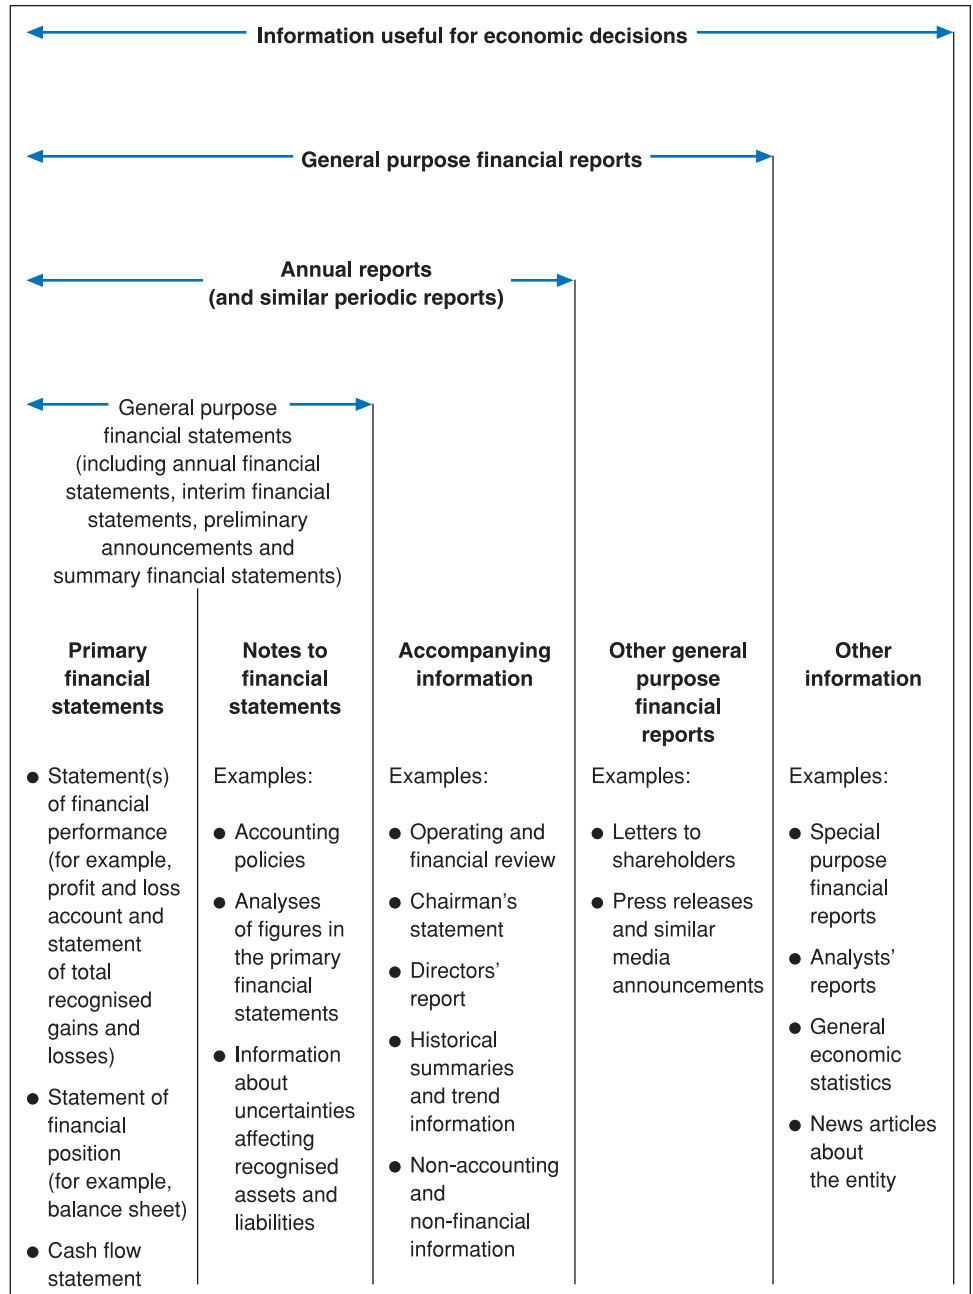 Information useful for economic decisions
General purpose financial reports
Annual reports
(and similar periodic reports)
General purpose
financial statements
(including annual financial
statements, interim financial
statements, preliminary
announcements and
summary financial statements)
Primary
financial
statements
● Statement(s)
of financial
performance
(for example,
profit and loss
account and
statement
of total
recognised
gains and
losses)
● Statement of
financial
position
(for example,
balance sheet)
● Cash flow
statement
Notes to
financial
statements
Examples:
● Accounting
policies
● Analyses
of figures in
the primary
financial
statements
● Information
about
uncertainties
affecting
recognised
assets and
liabilities
Accompanying
information
Examples:
● Operating and
financial review
● Chairman's
statement
● Directors'
report
● Historical
summaries
and trend
information
● Non-accounting
and
non-financial
information
Other general
purpose
financial
reports
Examples:
● Letters to
shareholders
● Press releases
and similar
media
announcements
Other
information
Examples:
● Special
purpose
financial
reports
● Analysts'
reports
● General
economic
statistics
● News articles
about
the entity